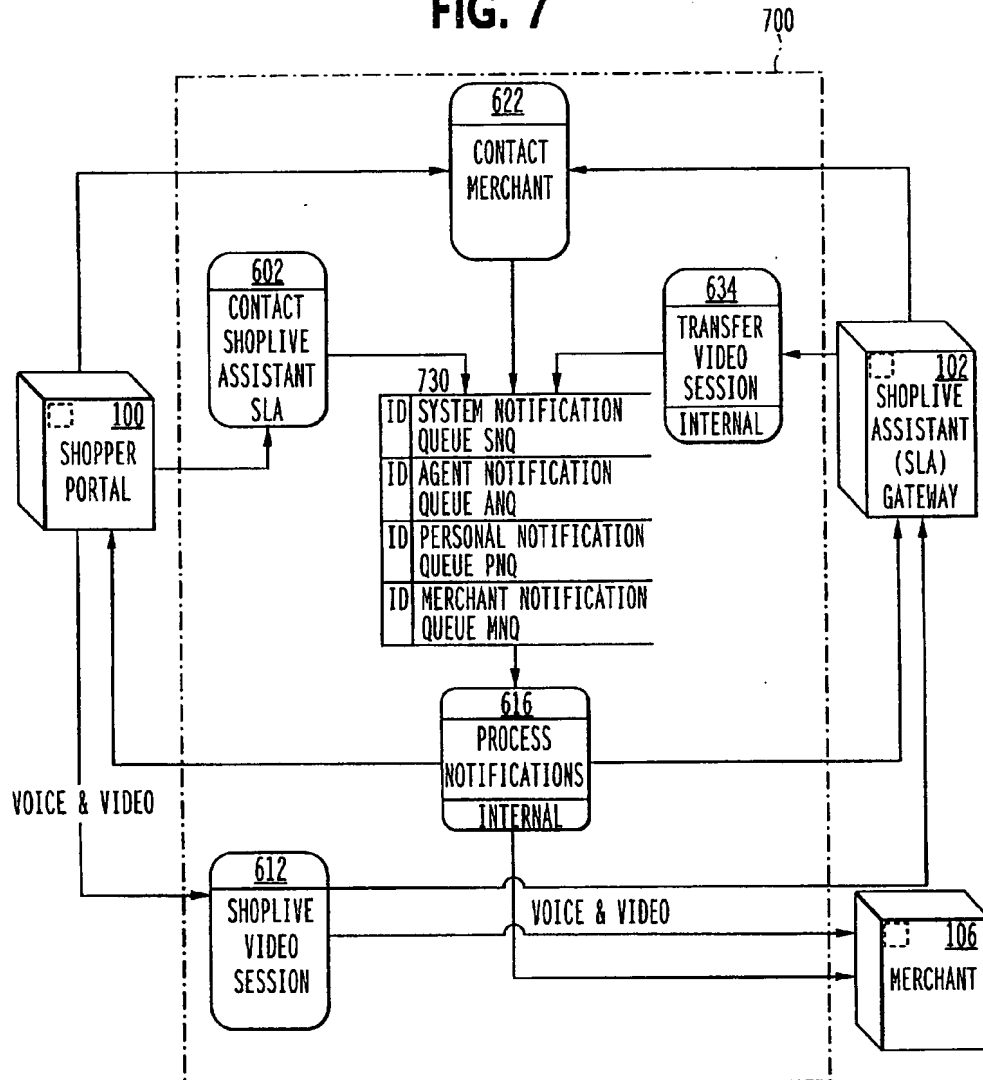 FIG. 7
700
622
CONTACT
MERCHANT
602
CONTACT
SHOPLIVE
ASSISTANT
SLA
634
TRANSFER
VIDEO
SESSION
INTERNAL
100
SHOPPER
PORTAL
102
SHOPLIVE
ASSISTANT
(SLA)
GATEWAY
730
ID SYSTEM NOTIFICATION
QUEUE SNQ
ID AGENT NOTIFICATION
QUEUE ANQ
ID PERSONAL NOTIFICATION
QUEUE PNQ
ID MERCHANT NOTIFICATION
QUEUE MNQ
616
PROCESS
NOTIFICATIONS
INTERNAL
VOICE & VIDEO
612
SHOPLIVE
VIDEO
SESSION
VOICE & VIDEO
106
MERCHANT